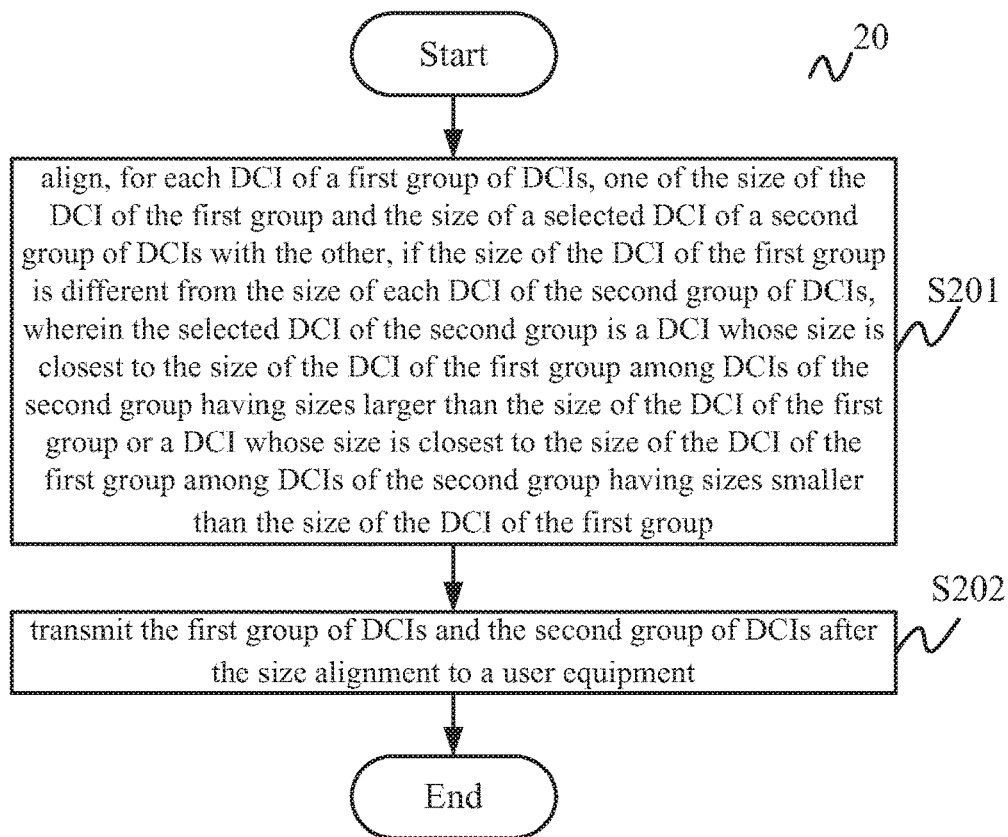 Start
20
align, for each DCI of a first group of DCIs, one of the size of the
DCI of the first group and the size of a selected DCI of a second
group of DCIs with the other, if the size of the DCI of the first group
is different from the size of each DCI of the second group of DCIs,
wherein the selected DCI of the second group is a DCI whose size is
closest to the size of the DCI of the first group among DCIs of the
second group having sizes larger than the size of the DCI of the first
group or a DCI whose size is closest to the size of the DCI of the
first group among DCIs of the second group having sizes smaller
than the size of the DCI of the first group
S201
S202
transmit the first group of DCIs and the second group of DCIs after
the size alignment to a user equipment
End